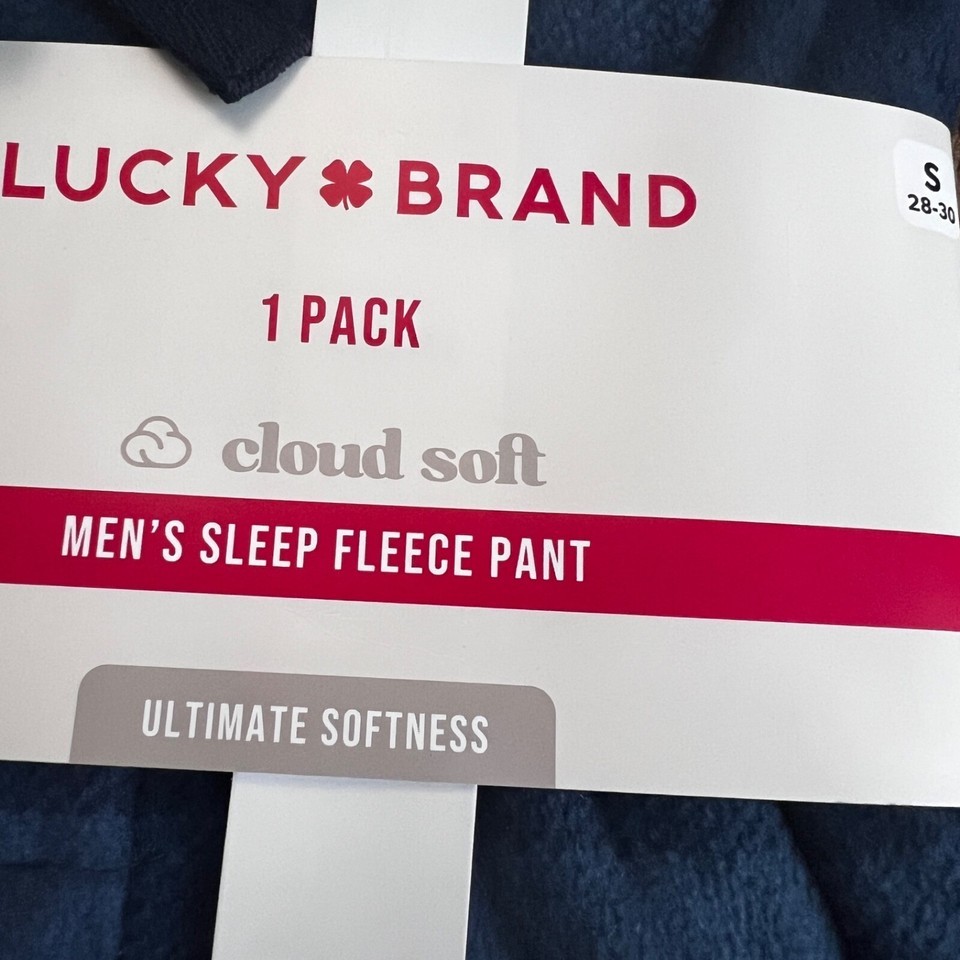 LUCKY BRAND
S
28-30
1 PACK
cloud soft
MEN'S SLEEP FLEECE PANT
ULTIMATE SOFTNESS